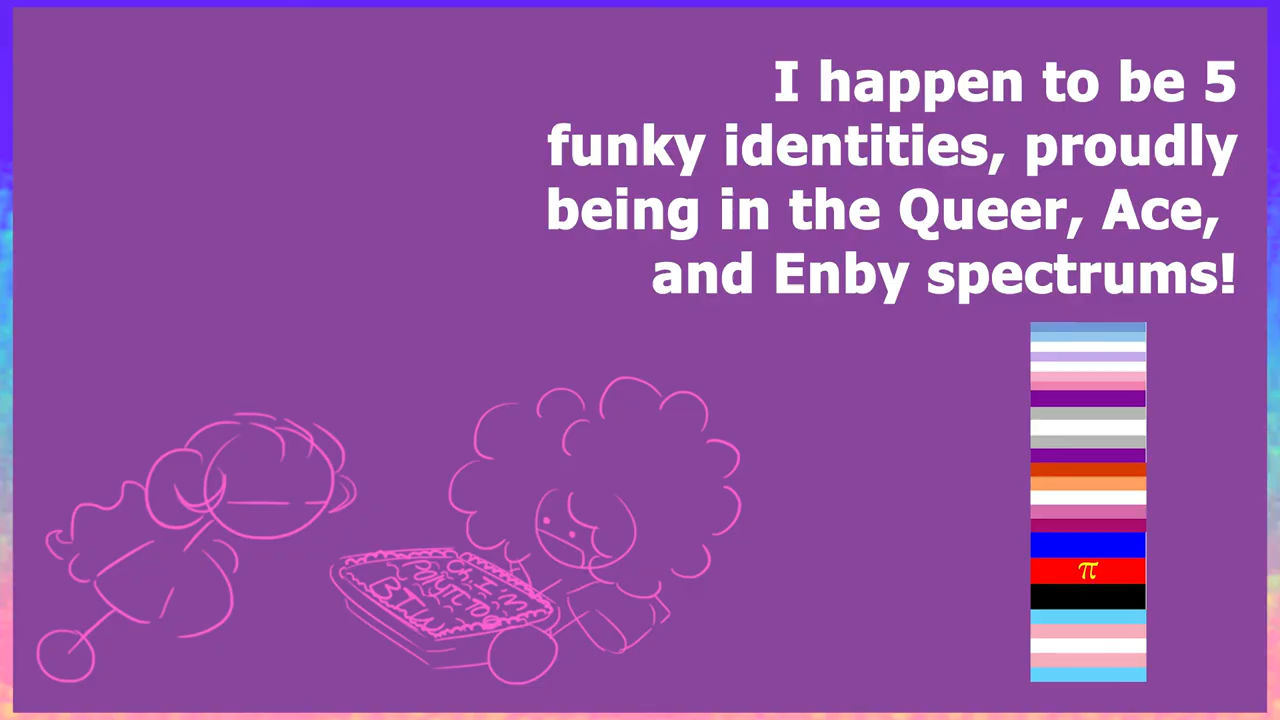 I happen to be 5
funky identities, proudly
being in the Queer, Ace,
and Enby spectrums!
π